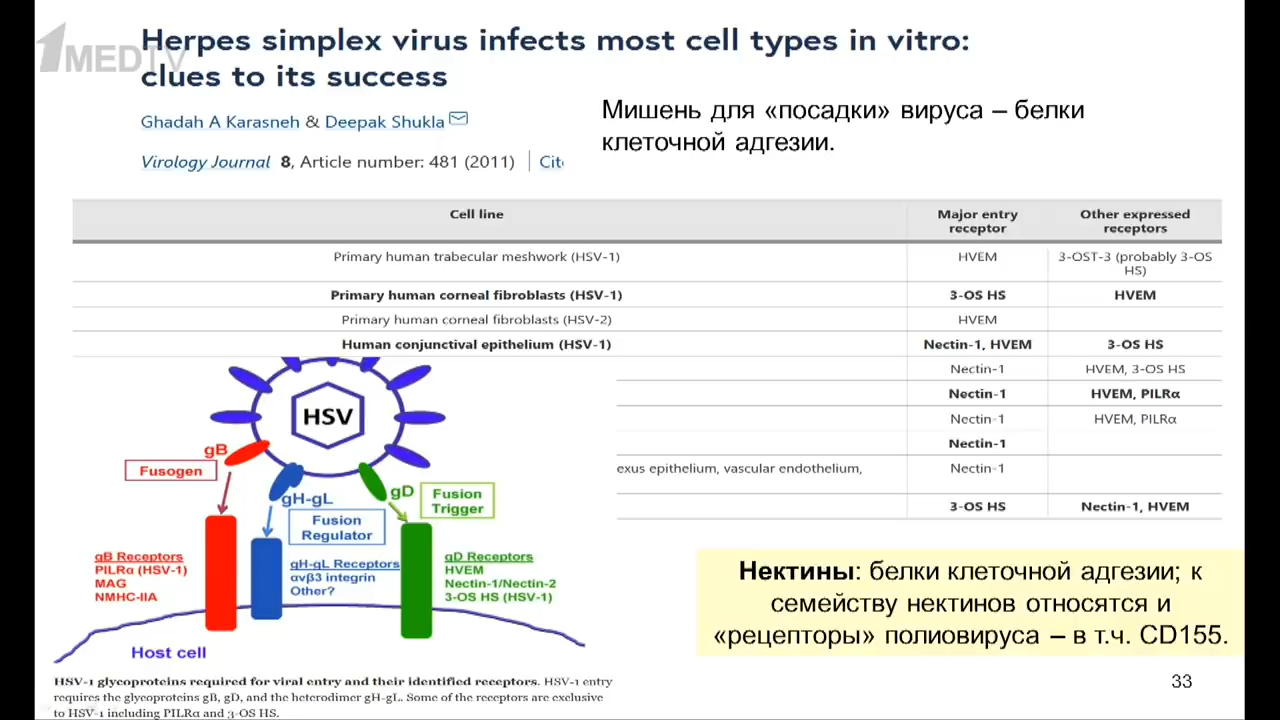 1MEDTV
Herpes simplex virus infects most cell types in vitro:
clues to its success
Ghadah A Karasneh & Deepak Shukla
Virology Journal 8, Article number: 481 (2011) Cit
Мишень для «посадки» вируса – белки
клеточной адгезии.
Cell line Major entry receptor Other expressed receptors
Primary human trabecular meshwork (HSV-1) HVEM 3-OST-3 (probably 3-OS HS)
Primary human corneal fibroblasts (HSV-1) 3-OS HS HVEM
Primary human corneal fibroblasts (HSV-2) HVEM
Human conjunctival epithelium (HSV-1) Nectin-1, HVEM 3-OS HS
Nectin-1 HVEM, 3-OS HS
Nectin-1 HVEM, PILRα
Nectin-1 HVEM, PILRα
Nectin-1
exus epithelium, vascular endothelium, Nectin-1
3-OS HS Nectin-1, HVEM
HSV
gB
Fusogen
gH-gL
Fusion
Regulator
gD
Fusion
Trigger
gB Receptors
PILRα (HSV-1)
MAG
NMHC-IIA
gH-gL Receptors
αvβ3 integrin
Other?
gD Receptors
HVEM
Nectin-1/Nectin-2
3-OS HS (HSV-1)
Host cell
Нектины: белки клеточной адгезии; к
семейству нектинов относятся и
«рецепторы» полиовируса – в т.ч. CD155.
HSV-1 glycoproteins required for viral entry and their identified receptors. HSV-1 entry
requires the glycoproteins gB, gD, and the heterodimer gH-gL. Some of the receptors are exclusive
to HSV-1 including PILRα and 3-OS HS.
33